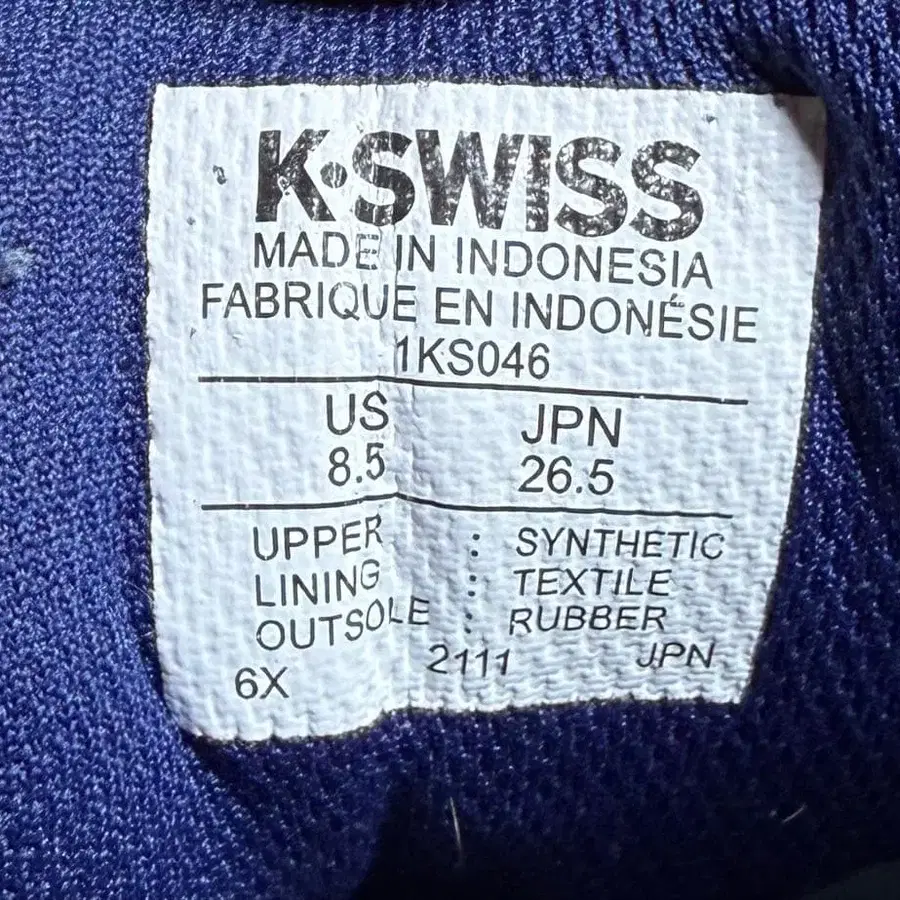 K·SWISS
MADE IN INDONESIA
FABRIQUE EN INDONÉSIE
1KS046
US JPN
8.5 26.5
UPPER : SYNTHETIC
LINING : TEXTILE
OUTSOLE : RUBBER
6X 2111 JPN